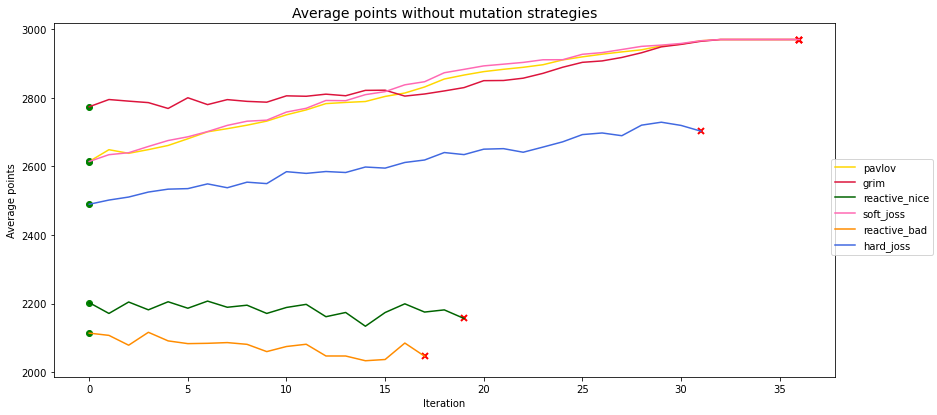 Average points without mutation strategies
3000
2800
2600
2400
2200
2000
Average points
0
5
10
15
20
25
30
35
Iteration
pavlov
grim
reactive_nice
soft_joss
reactive_bad
hard_joss